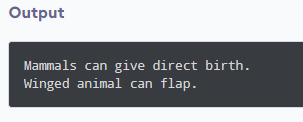 Output
Mammals can give direct birth.
Winged animal can flap.